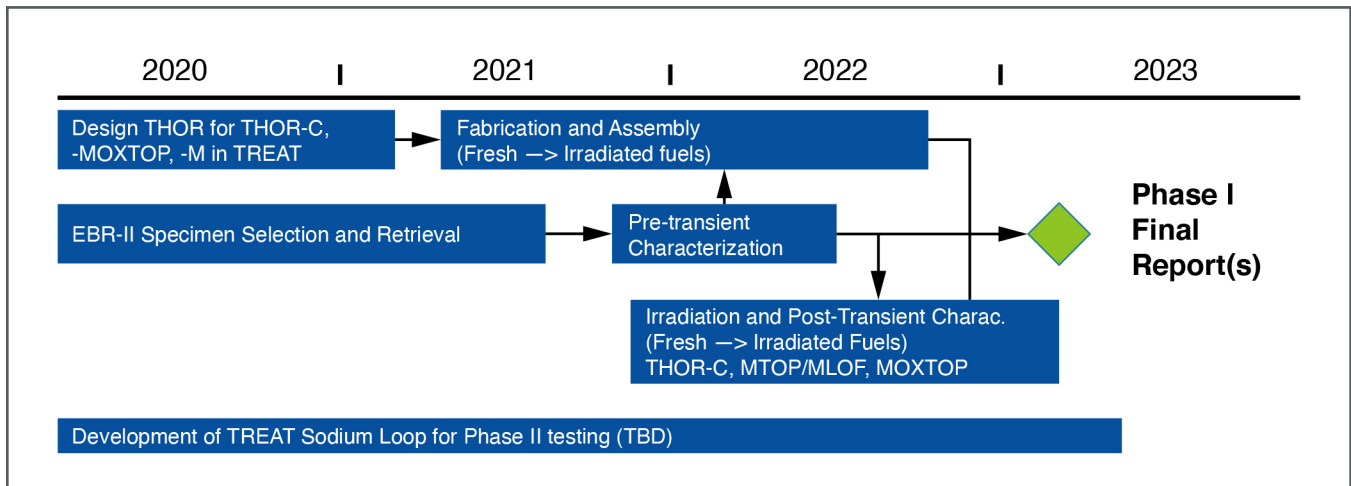 2020 2021 2022 2023
Design THOR for THOR-C,
-MOXTOP, -M in TREAT
Fabrication and Assembly
(Fresh —> Irradiated fuels)
EBR-II Specimen Selection and Retrieval
Pre-transient
Characterization
Phase I
Final
Report(s)
Irradiation and Post-Transient Charac.
(Fresh —> Irradiated Fuels)
THOR-C, MTOP/MLOF, MOXTOP
Development of TREAT Sodium Loop for Phase II testing (TBD)